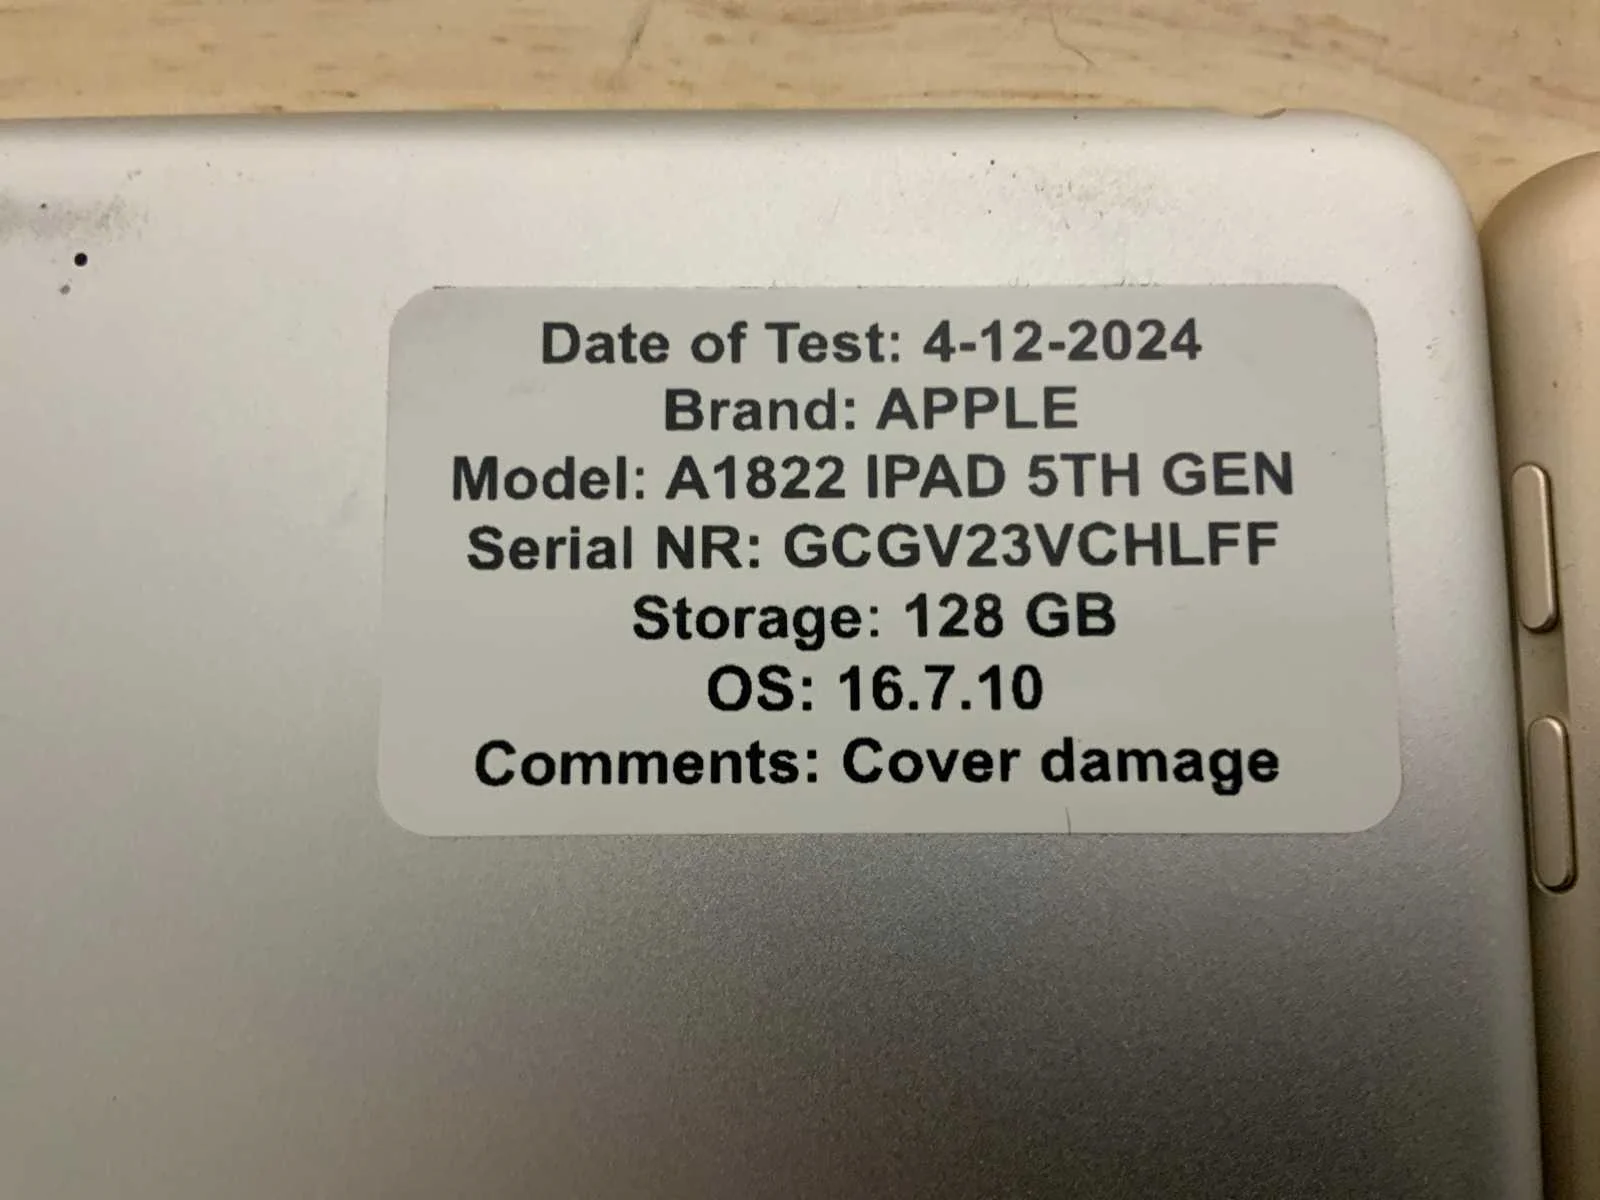 Date of Test: 4-12-2024
Brand: APPLE
Model: A1822 IPAD 5TH GEN
Serial NR: GCGV23VCHLFF
Storage: 128 GB
OS: 16.7.10
Comments: Cover damage